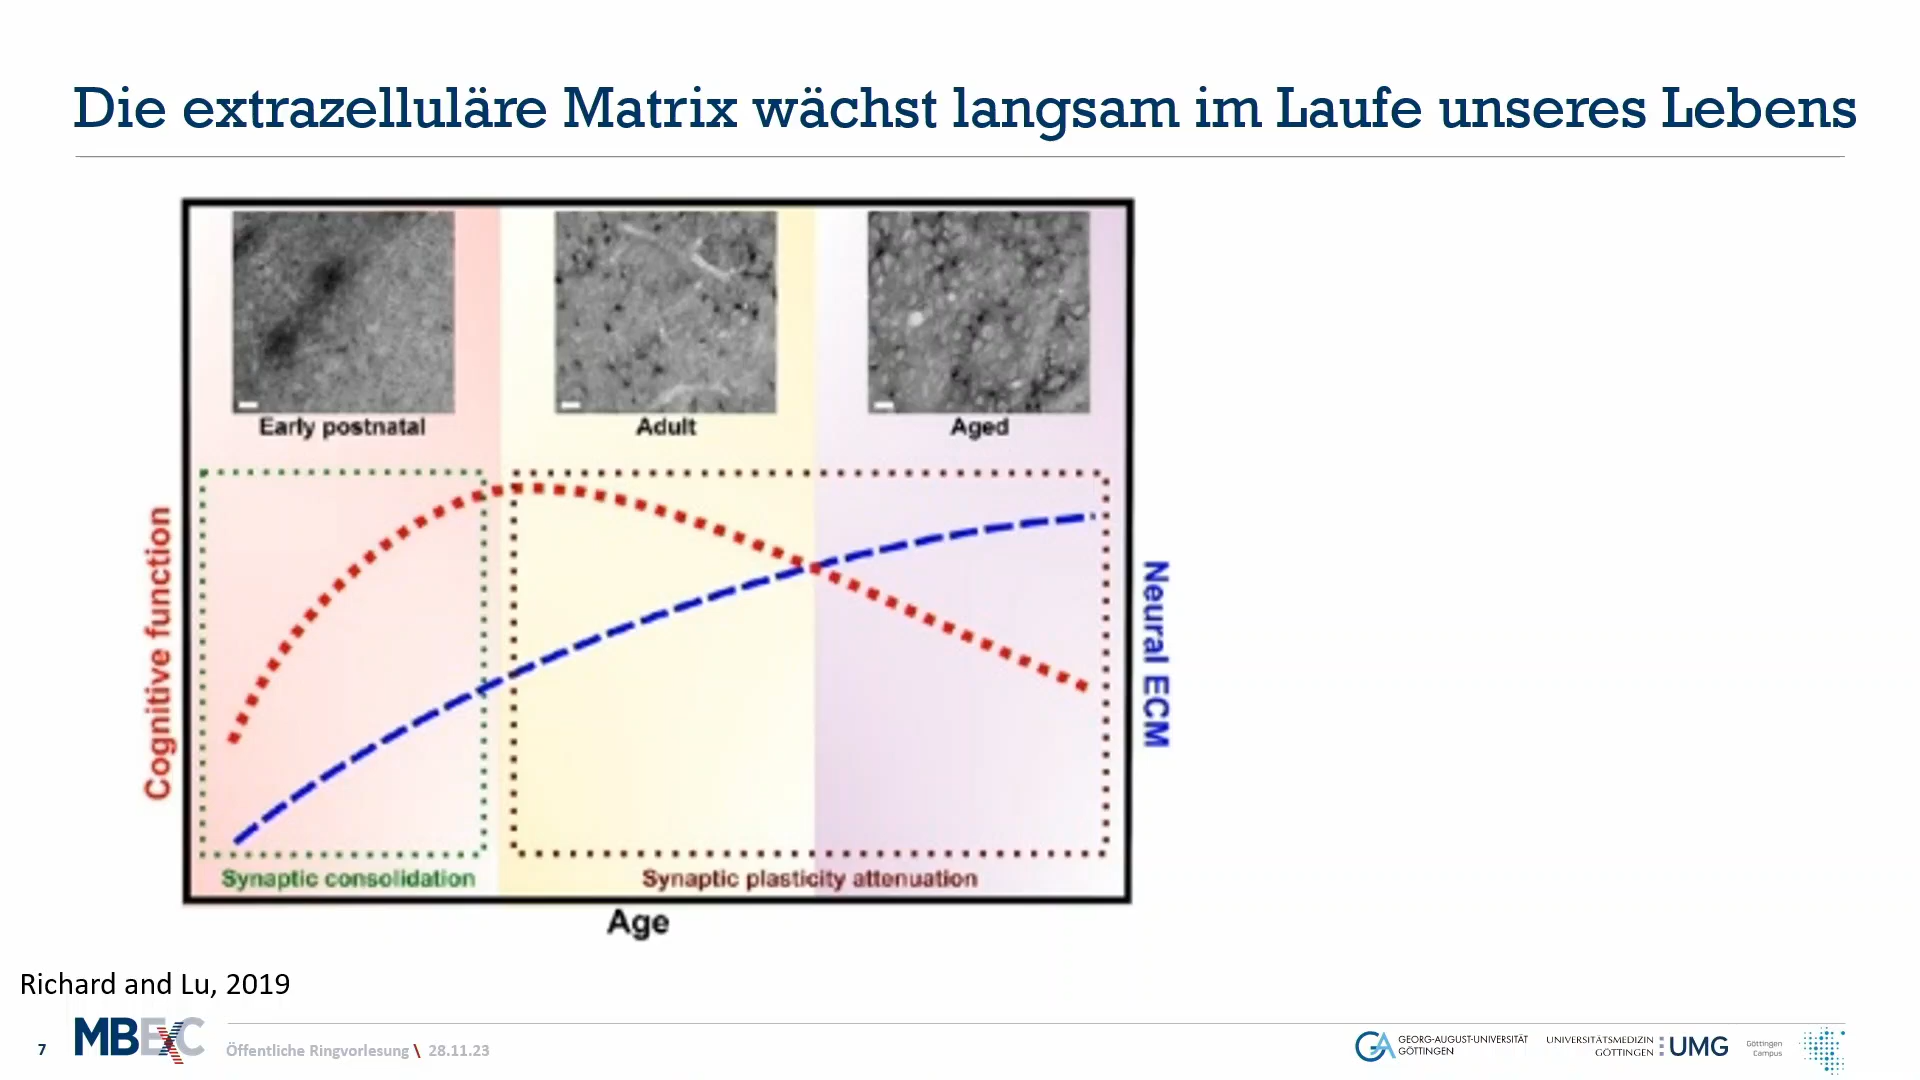 Die extrazelluläre Matrix wächst langsam im Laufe unseres Lebens
Early postnatal
Adult
Aged
Cognitive function
Neural ECM
Synaptic consolidation
Synaptic plasticity attenuation
Age
Richard and Lu, 2019
7
MBEXC
Öffentliche Ringvorlesung \ 28.11.23
GEORG-AUGUST-UNIVERSITÄT
GÖTTINGEN
UNIVERSITÄTSMEDIZIN
GÖTTINGEN
UMG
Göttingen
Campus